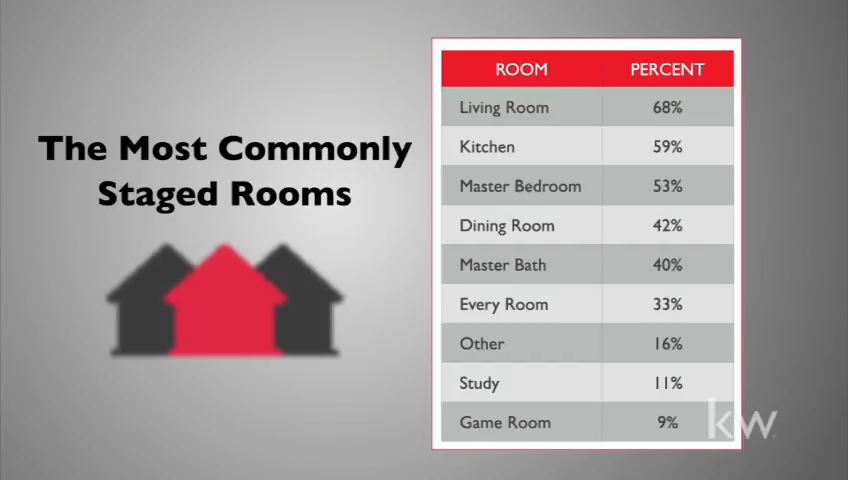 The Most Commonly
Staged Rooms
ROOM PERCENT
Living Room 68%
Kitchen 59%
Master Bedroom 53%
Dining Room 42%
Master Bath 40%
Every Room 33%
Other 16%
Study 11%
Game Room 9%
kw